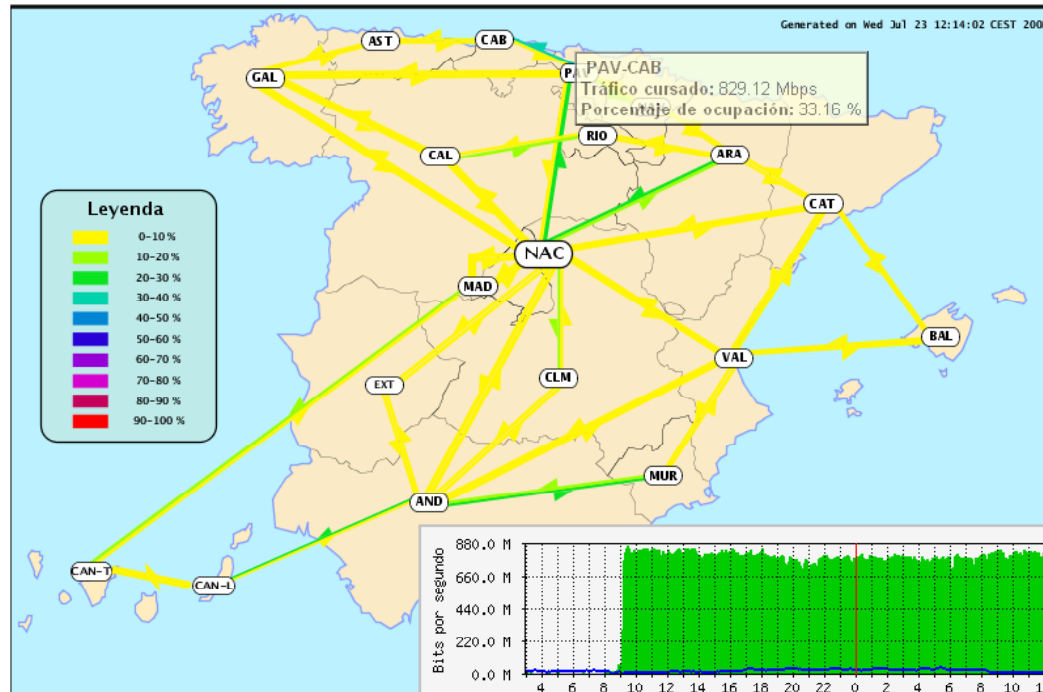 Generated on Wed Jul 23 12:14:02 CEST 200
AST
CAB
GAL
PAV
PAV-CAB
Tráfico cursado: 829.12 Mbps
Porcentaje de ocupación: 33.16 %
RIO
CAL
ARA
CAT
Leyenda
0-10 %
10-20 %
20-30 %
30-40 %
40-50 %
50-60 %
60-70 %
70-80 %
80-90 %
90-100 %
NAC
MAD
BAL
VAL
EXT
CLM
MUR
AND
CAN-T
CAN-L
Bits por segundo
880.0 M
660.0 M
440.0 M
220.0 M
0.0 M
4 6 8 10 12 14 16 18 20 22 0 2 4 6 8 10 1